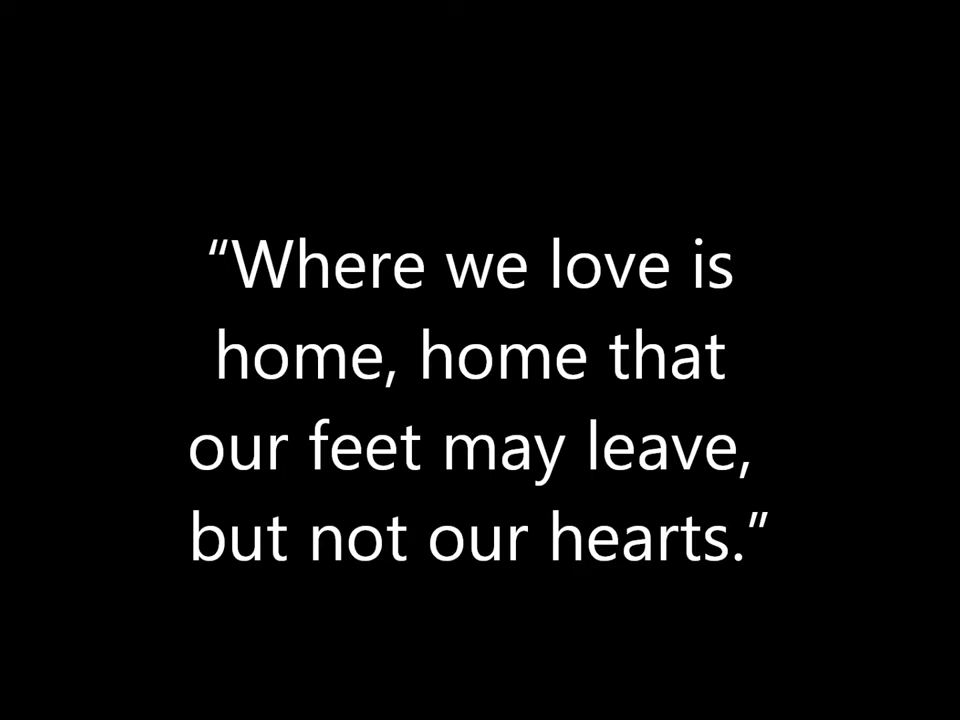 “Where we love is
home, home that
our feet may leave,
but not our hearts.”